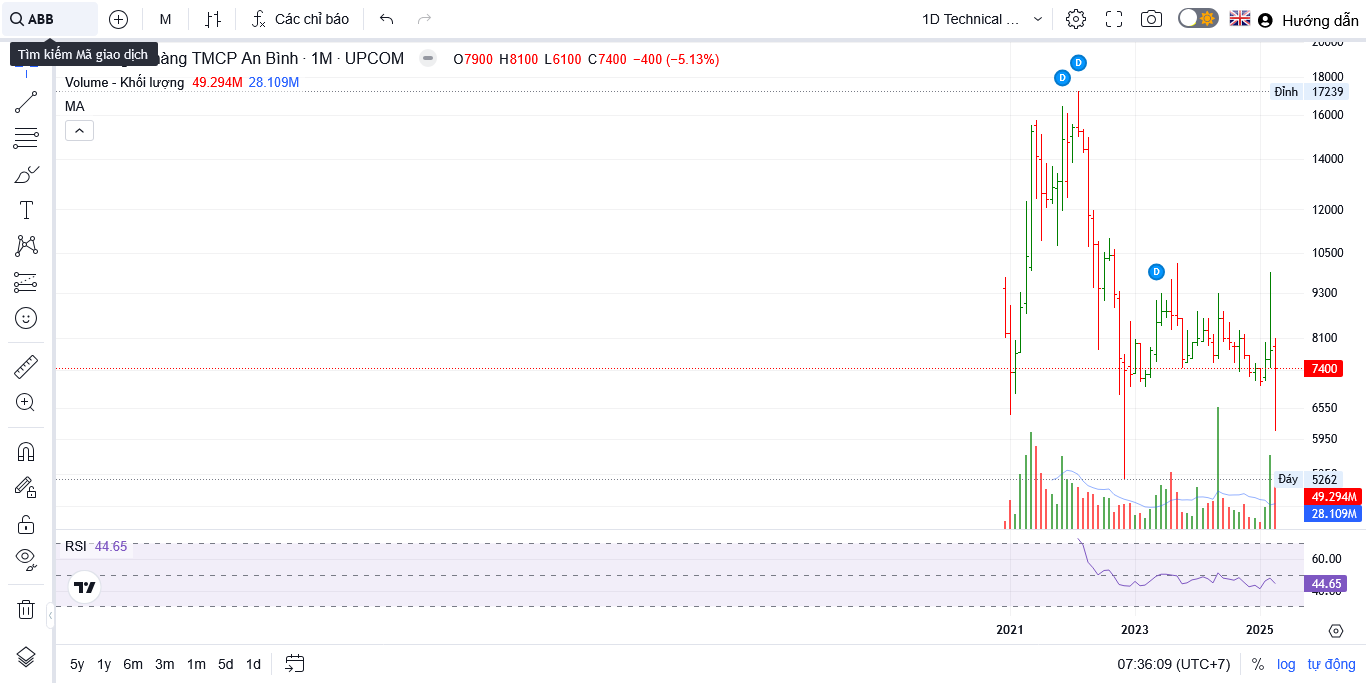 ABB
M
Các chỉ báo
1D Technical ...
Hướng dẫn
Tìm kiếm Mã giao dịch
hàng TMCP An Bình · 1M · UPCOM
O7900 H8100 L6100 C7400 −400 (−5.13%)
Volume - Khối lượng 49.294M 28.109M
MA
D
D
D
20000
18000
Đỉnh 17239
16000
14000
12000
10500
9300
8100
7400
6550
5950
Đáy 5262
49.294M
28.109M
RSI 44.65
60.00
44.65
40.00
2021 2023 2025
5y 1y 6m 3m 1m 5d 1d
07:36:09 (UTC+7) % log tự động